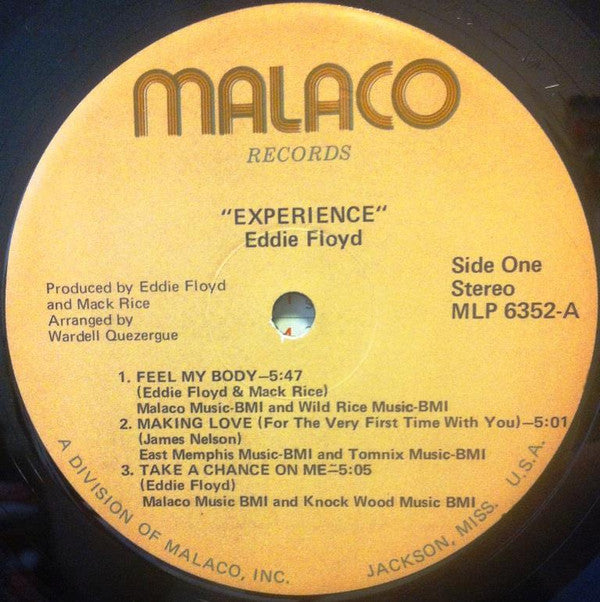 MALACO
RECORDS
"EXPERIENCE"
Eddie Floyd
Side One
Stereo
MLP 6352-A
Produced by Eddie Floyd
and Mack Rice
Arranged by
Wardell Quezergue
1. FEEL MY BODY—5:47
(Eddie Floyd & Mack Rice)
Malaco Music-BMI and Wild Rice Music-BMI
2. MAKING LOVE (For The Very First Time With You)—5:01
(James Nelson)
East Memphis Music-BMI and Tomnix Music-BMI
3. TAKE A CHANCE ON ME—5:05
(Eddie Floyd)
Malaco Music BMI and Knock Wood Music BMI
A DIVISION OF MALACO, INC. JACKSON, MISS. U.S.A.